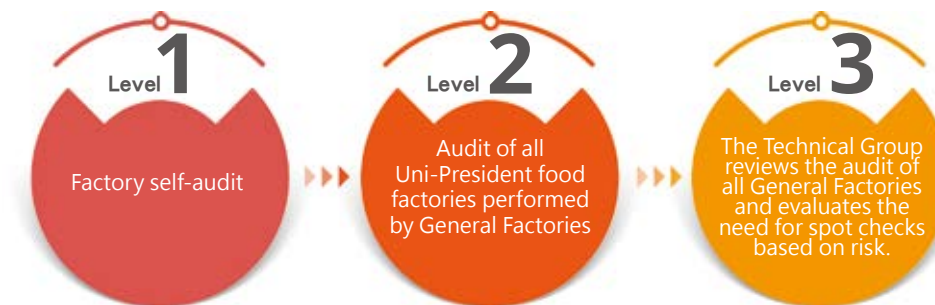 Level 1
Factory self-audit
Level 2
Audit of all
Uni-President food
factories performed
by General Factories
Level 3
The Technical Group
reviews the audit of
all General Factories
and evaluates the
need for spot checks
based on risk.